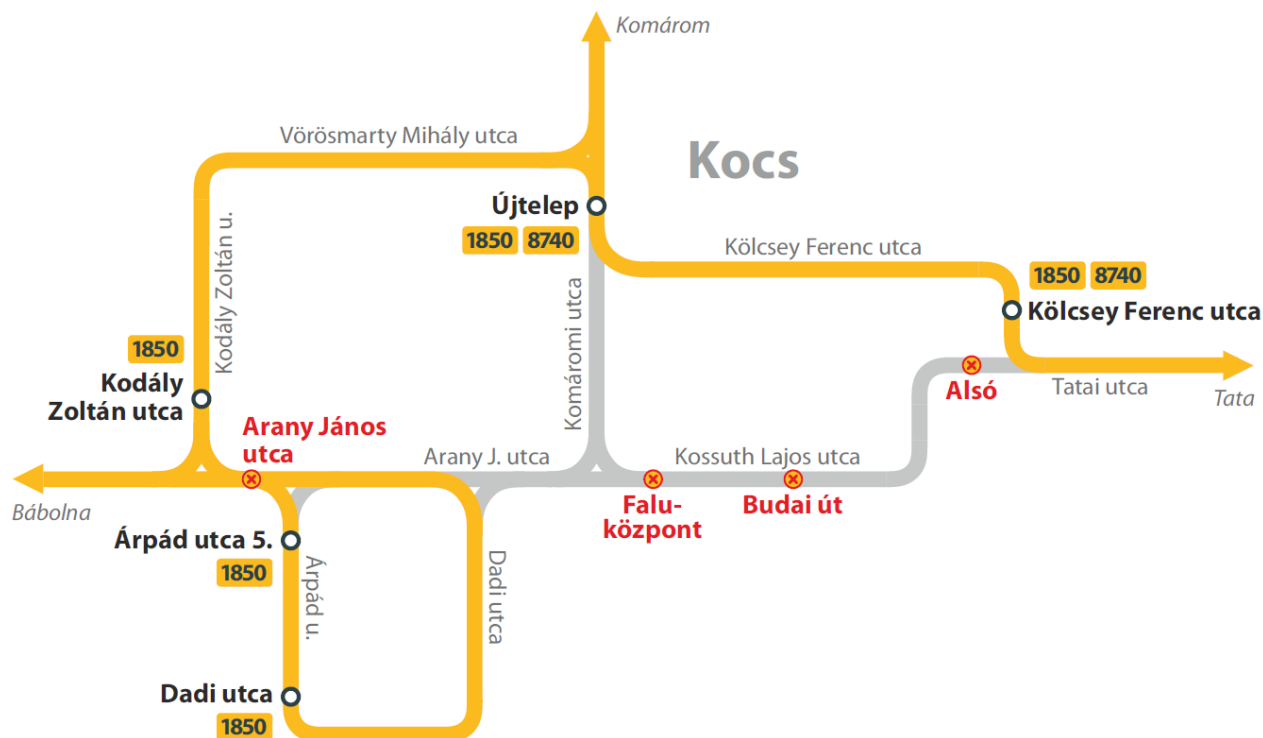 Komárom
Vörösmarty Mihály utca
Kocs
Újtelep
1850 8740
Kölcsey Ferenc utca
1850 8740
Kölcsey Ferenc utca
Kodály Zoltán u.
Komáromi utca
1850
Kodály
Zoltán utca
Alsó
Tatai utca
Tata
Arany János
utca
Arany J. utca
Kossuth Lajos utca
Bábolna
Falu-
központ
Budai út
Árpád utca 5.
1850
Árpád u.
Dadi utca
Dadi utca
1850